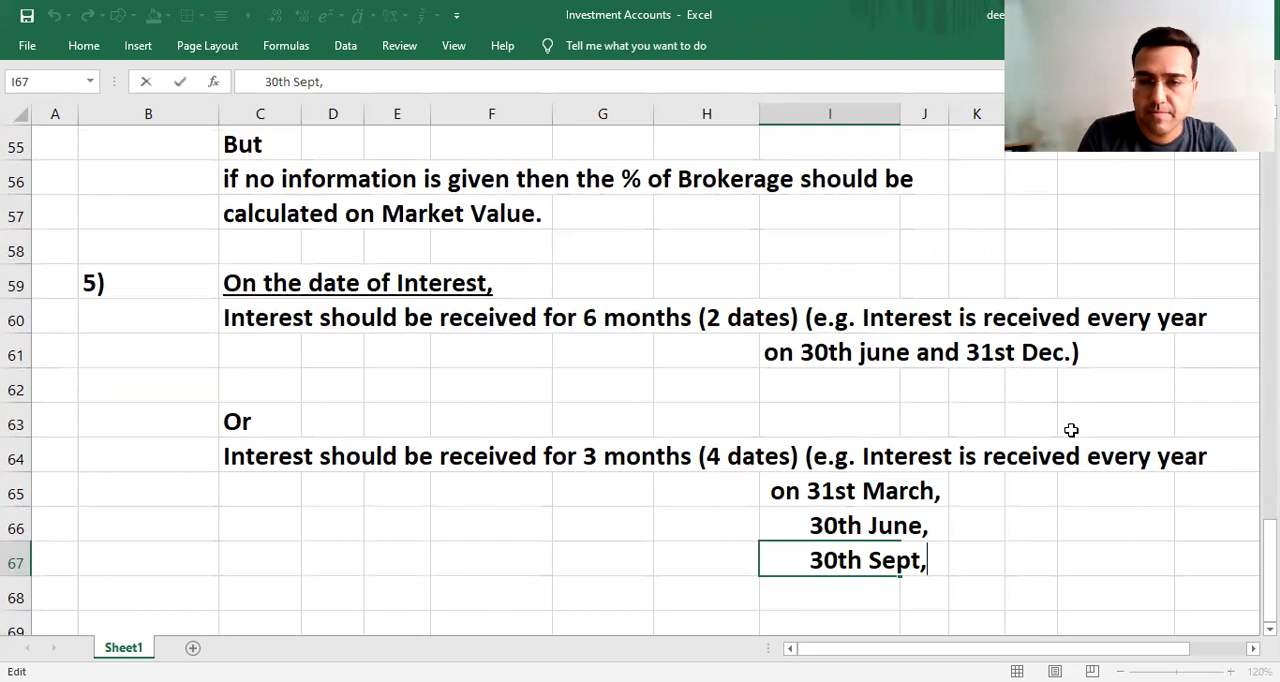 Investment Accounts - Excel
dee
File Home Insert Page Layout Formulas Data Review View Help Tell me what you want to do
I67 fx 30th Sept,
A B C D E F G H I J K
55 But
56 if no information is given then the % of Brokerage should be
57 calculated on Market Value.
58
59 5) On the date of Interest,
60 Interest should be received for 6 months (2 dates) (e.g. Interest is received every year
61 on 30th june and 31st Dec.)
62
63 Or
64 Interest should be received for 3 months (4 dates) (e.g. Interest is received every year
65 on 31st March,
66 30th June,
67 30th Sept,
68
69
Sheet1
Edit 120%